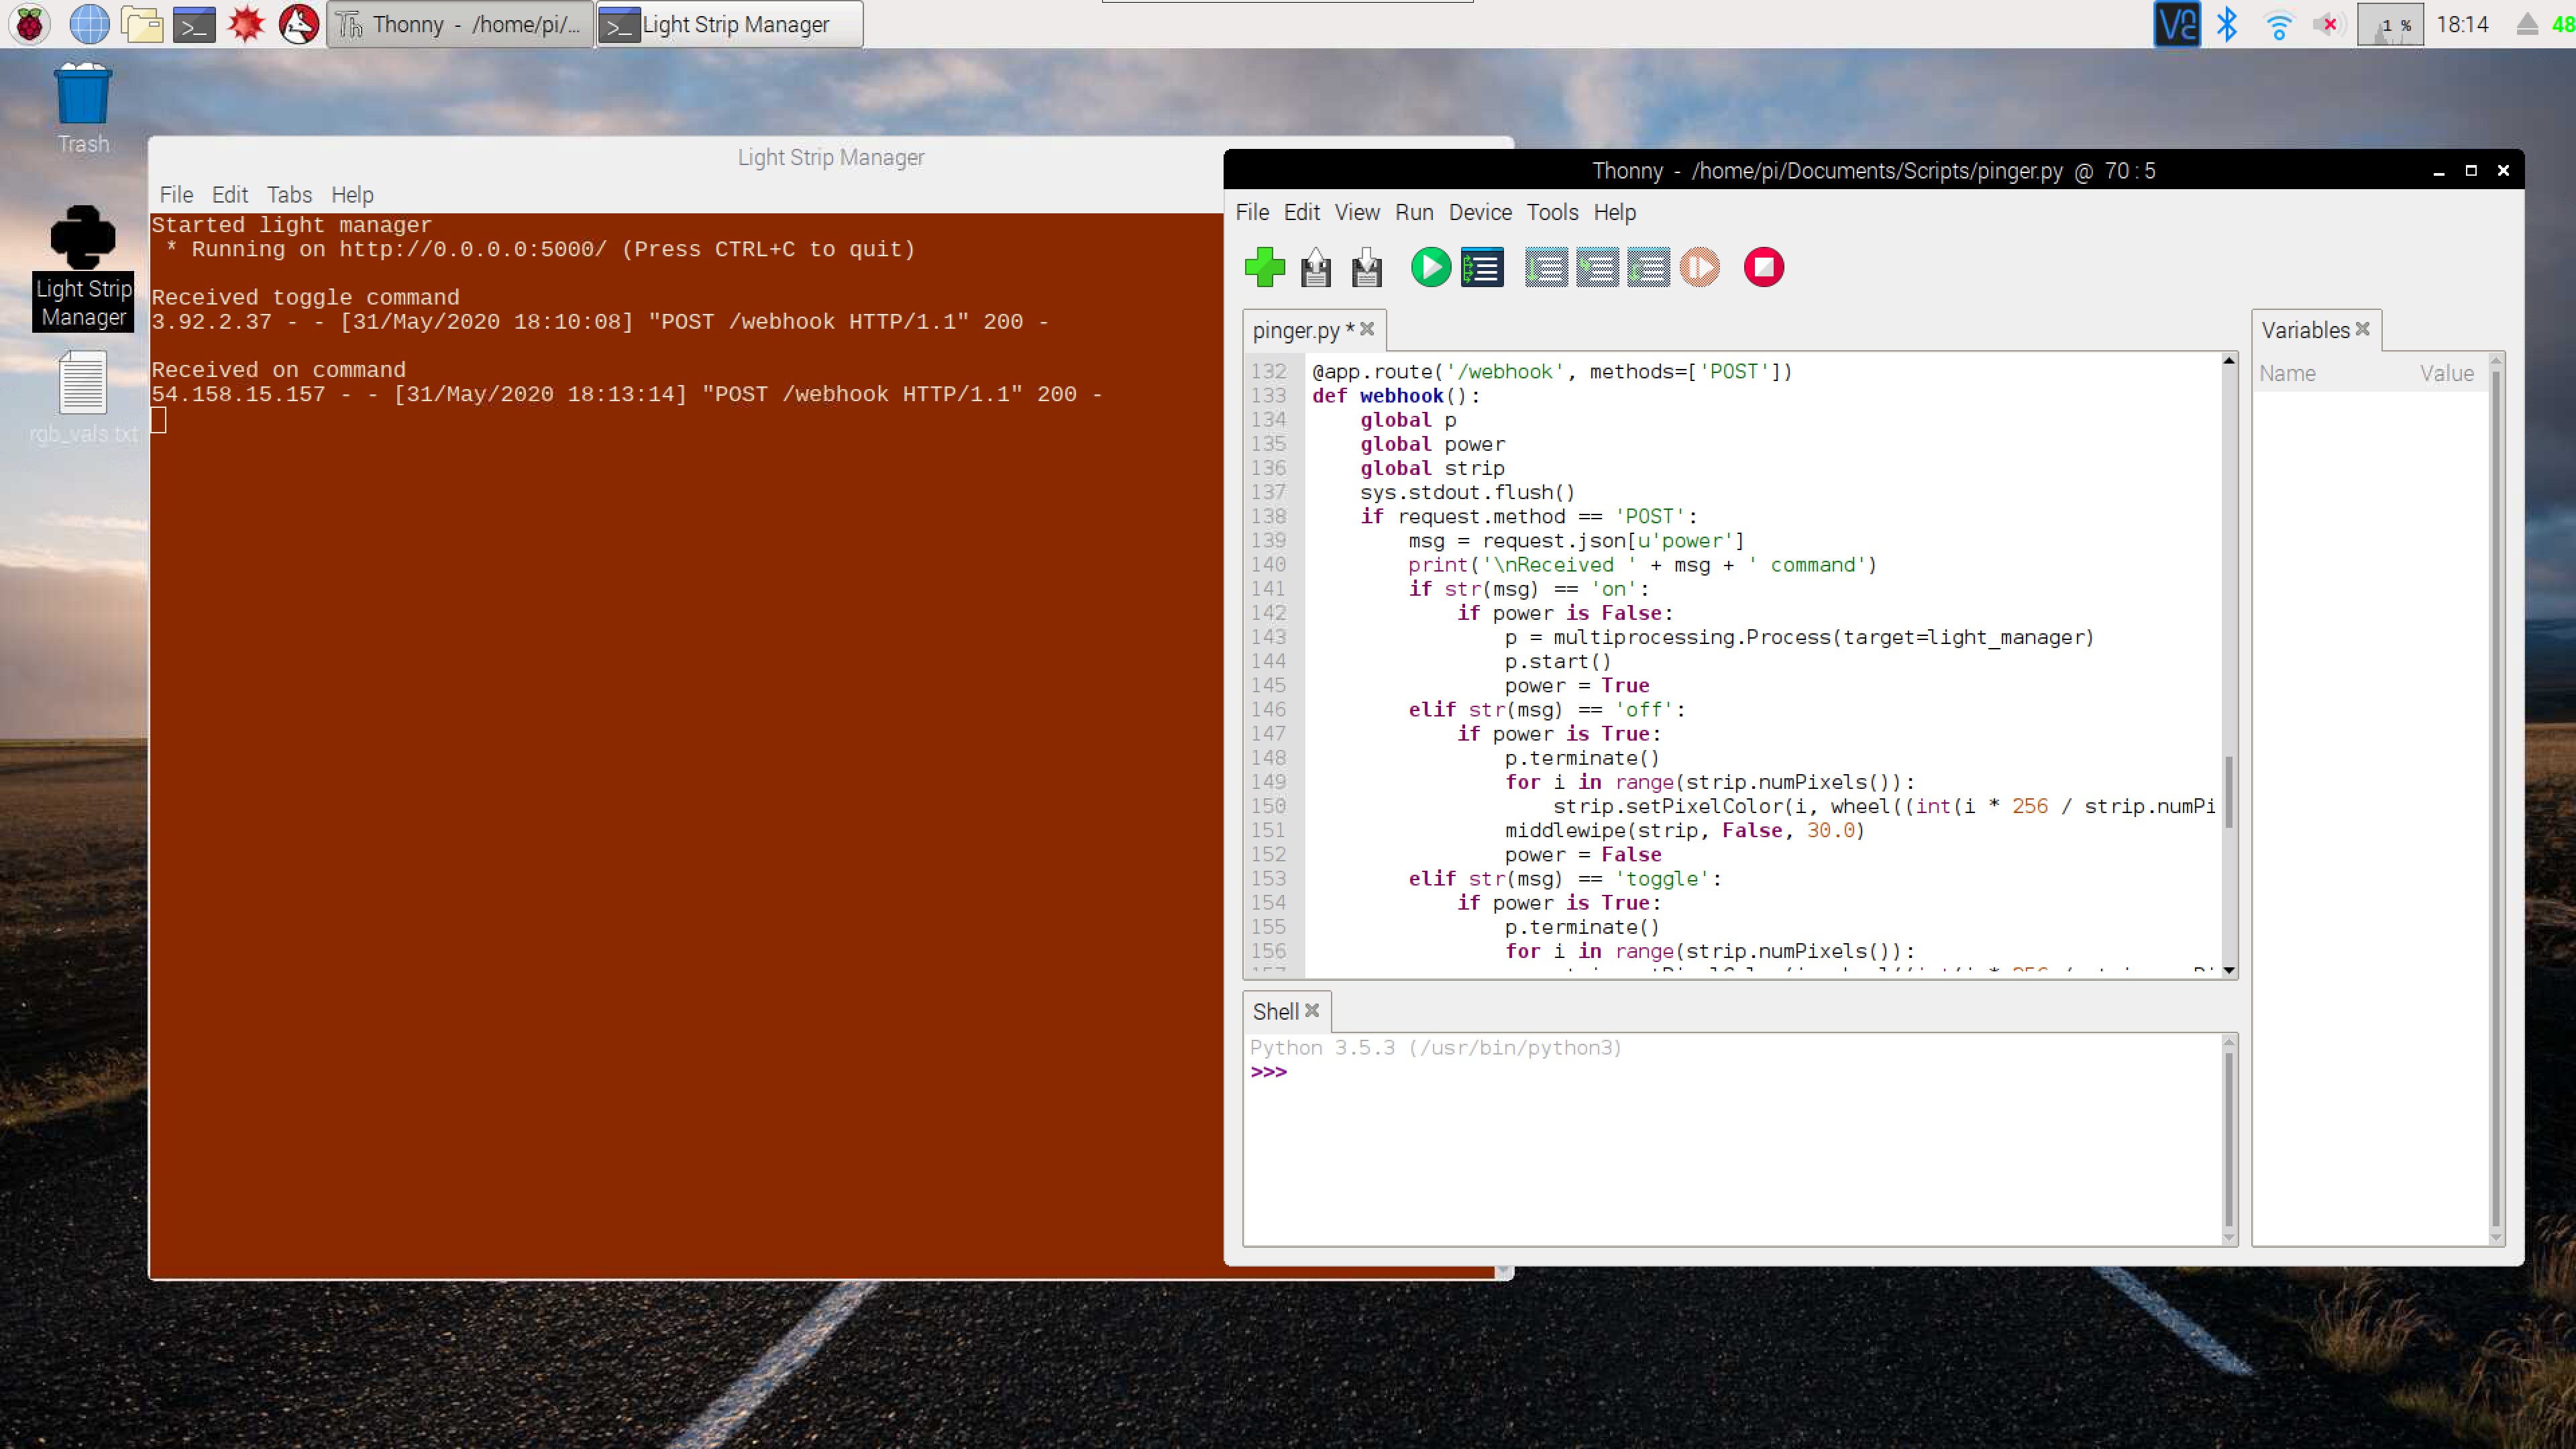 Thonny - /home/pi/...
Light Strip Manager
1 %
18:14
48
Trash
Light Strip
Manager
rgb_vals.txt
Light Strip Manager
File Edit Tabs Help
Started light manager
* Running on http://0.0.0.0:5000/ (Press CTRL+C to quit)
Received toggle command
3.92.2.37 - - [31/May/2020 18:10:08] "POST /webhook HTTP/1.1" 200 -
Received on command
54.158.15.157 - - [31/May/2020 18:13:14] "POST /webhook HTTP/1.1" 200 -
Thonny - /home/pi/Documents/Scripts/pinger.py @ 70 : 5
File Edit View Run Device Tools Help
pinger.py *
132 @app.route('/webhook', methods=['POST'])
133 def webhook():
134     global p
135     global power
136     global strip
137     sys.stdout.flush()
138     if request.method == 'POST':
139         msg = request.json[u'power']
140         print('\nReceived ' + msg + ' command')
141         if str(msg) == 'on':
142             if power is False:
143                 p = multiprocessing.Process(target=light_manager)
144                 p.start()
145                 power = True
146         elif str(msg) == 'off':
147             if power is True:
148                 p.terminate()
149                 for i in range(strip.numPixels()):
150                     strip.setPixelColor(i, wheel((int(i * 256 / strip.numPi
151                 middlewipe(strip, False, 30.0)
152                 power = False
153         elif str(msg) == 'toggle':
154             if power is True:
155                 p.terminate()
156                 for i in range(strip.numPixels()):
Variables
Name Value
Shell
Python 3.5.3 (/usr/bin/python3)
>>>